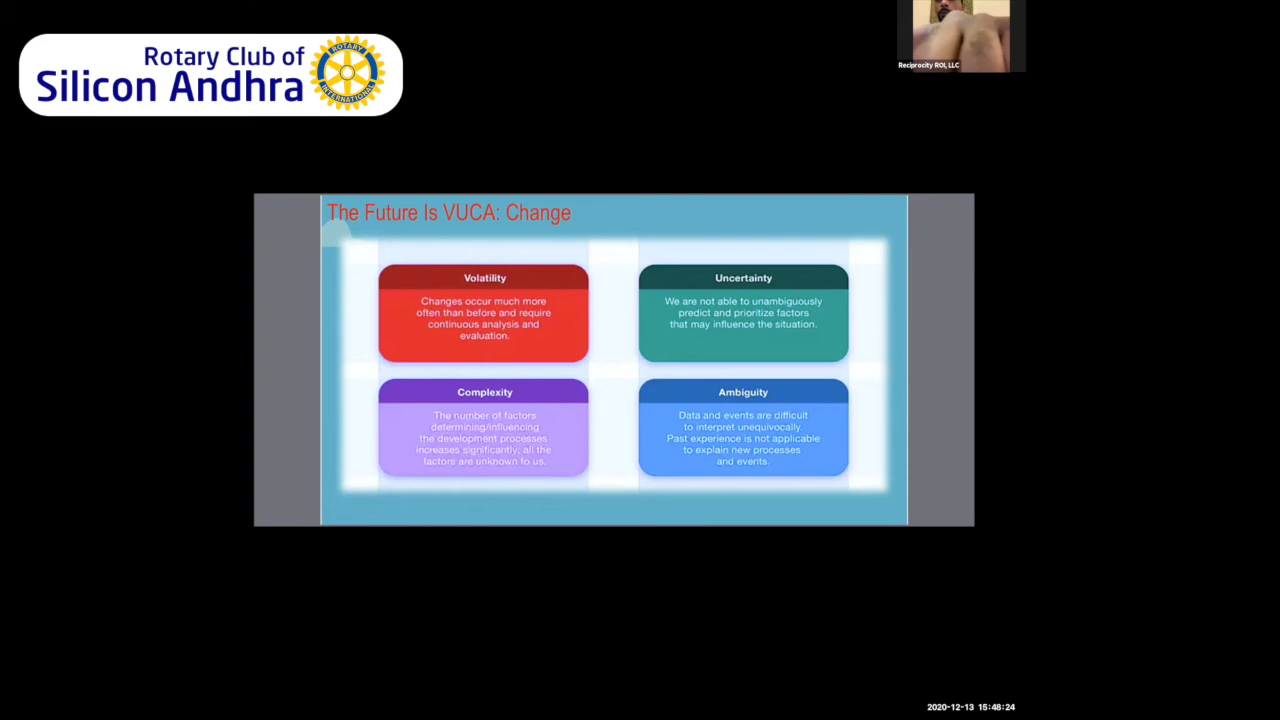 Rotary Club of
Silicon Andhra
ROTARY
INTERNATIONAL
Reciprocity ROI, LLC
The Future Is VUCA: Change
Volatility
Changes occur much more
often than before and require
continuous analysis and
evaluation.
Uncertainty
We are not able to unambiguously
predict and prioritize factors
that may influence the situation.
Complexity
The number of factors
determining/influencing
the development processes
increases significantly; all the
factors are unknown to us.
Ambiguity
Data and events are difficult
to interpret unequivocally.
Past experience is not applicable
to explain new processes
and events.
2020-12-13 15:48:24